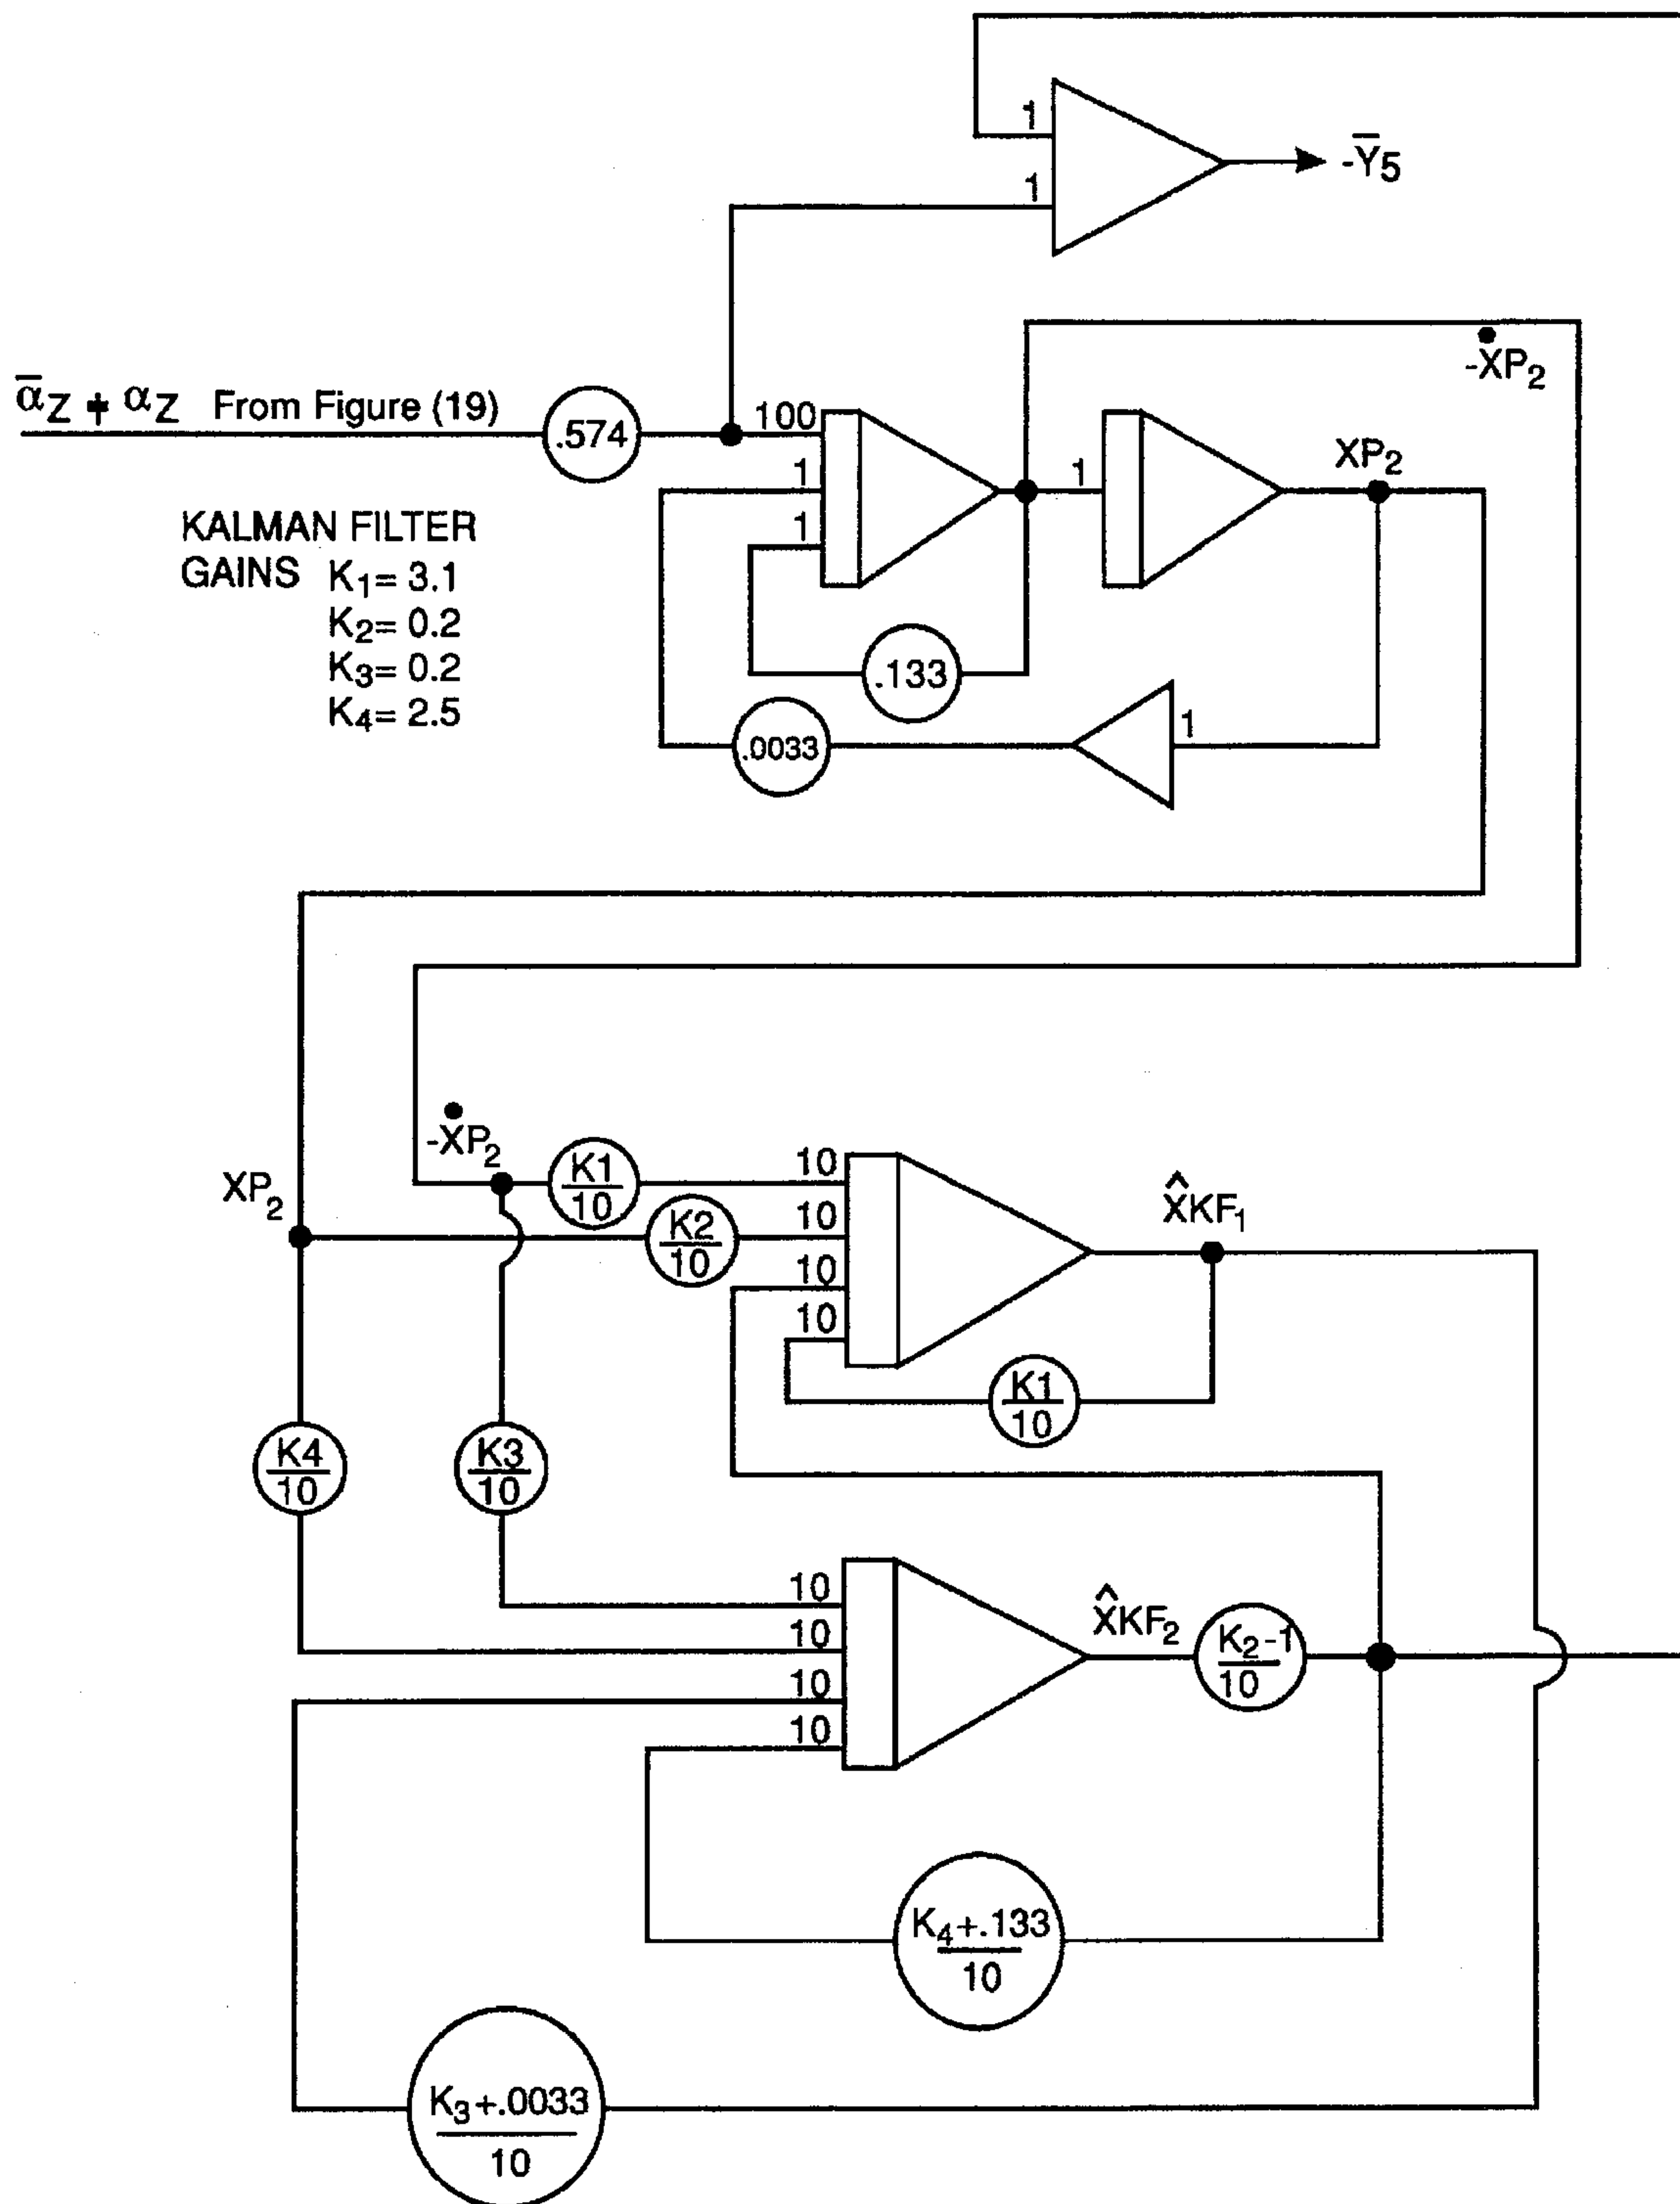 1
-Y̅5
1
-ẊP2
α̅Z + αZ From Figure (19)
.574
100
1
1
1
XP2
KALMAN FILTER
GAINS K1= 3.1
K2= 0.2
K3= 0.2
K4= 2.5
.133
.0033
1
-ẊP2
XP2
K1
10
K2
10
10
10
10
10
X̂KF1
K1
10
K4
10
K3
10
10
10
10
10
X̂KF2
K2-1
10
K4+.133
10
K3+.0033
10